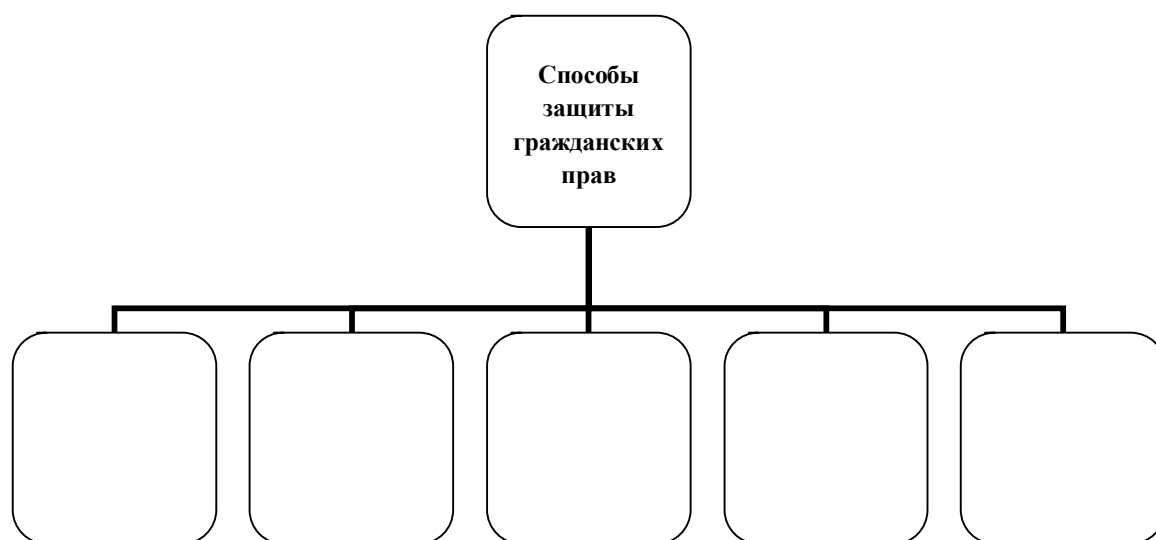 Способы
защиты
гражданских
прав